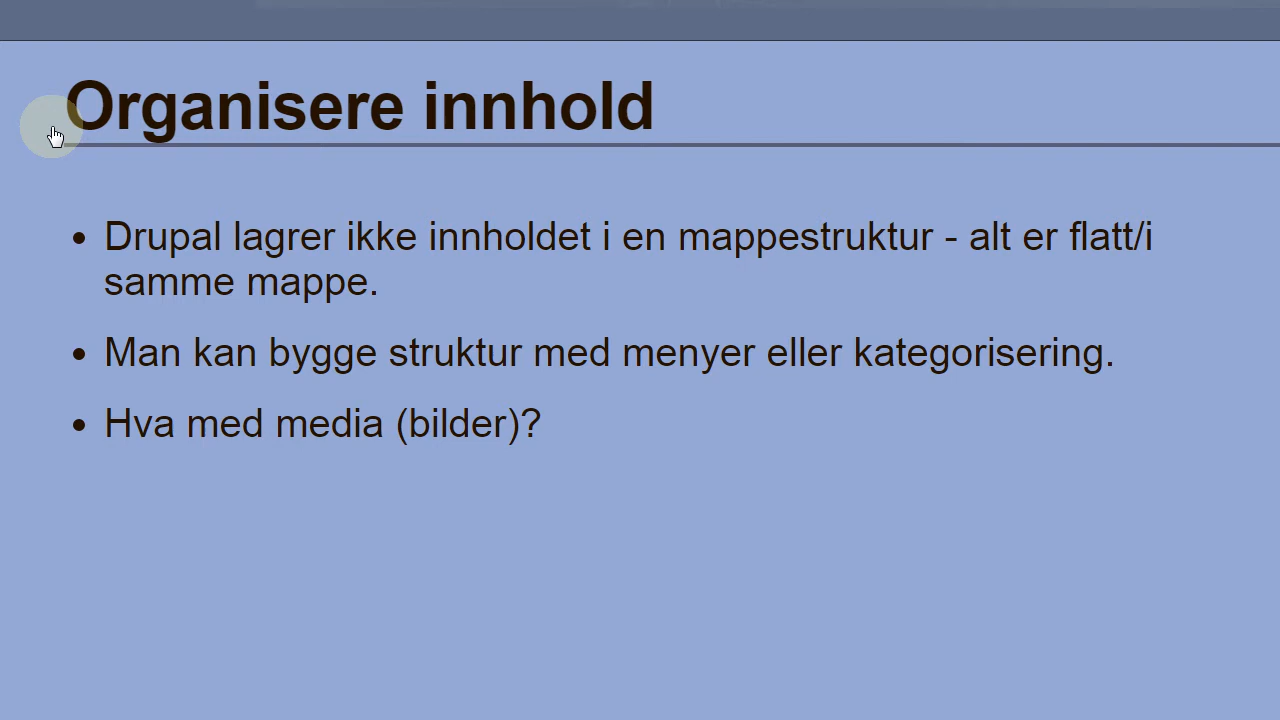 Organisere innhold
• Drupal lagrer ikke innholdet i en mappestruktur - alt er flatt/i
samme mappe.
• Man kan bygge struktur med menyer eller kategorisering.
• Hva med media (bilder)?